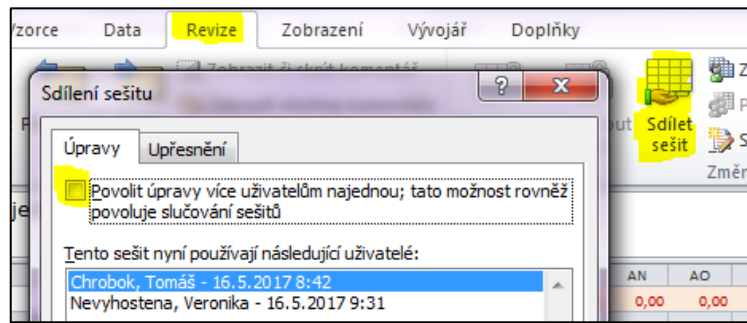 Vzorce Data Revize Zobrazení Vývojář Doplňky
Zobrazit či skrýt komentář
Sdílení sešitu
Sdílet
sešit
Změn
Úpravy Upřesnění
Povolit úpravy více uživatelům najednou; tato možnost rovněž
povoluje slučování sešitů
Tento sešit nyní používají následující uživatelé:
Chrobok, Tomáš - 16.5.2017 8:42
Nevyhostena, Veronika - 16.5.2017 9:31
AN AO
0,00 0,00